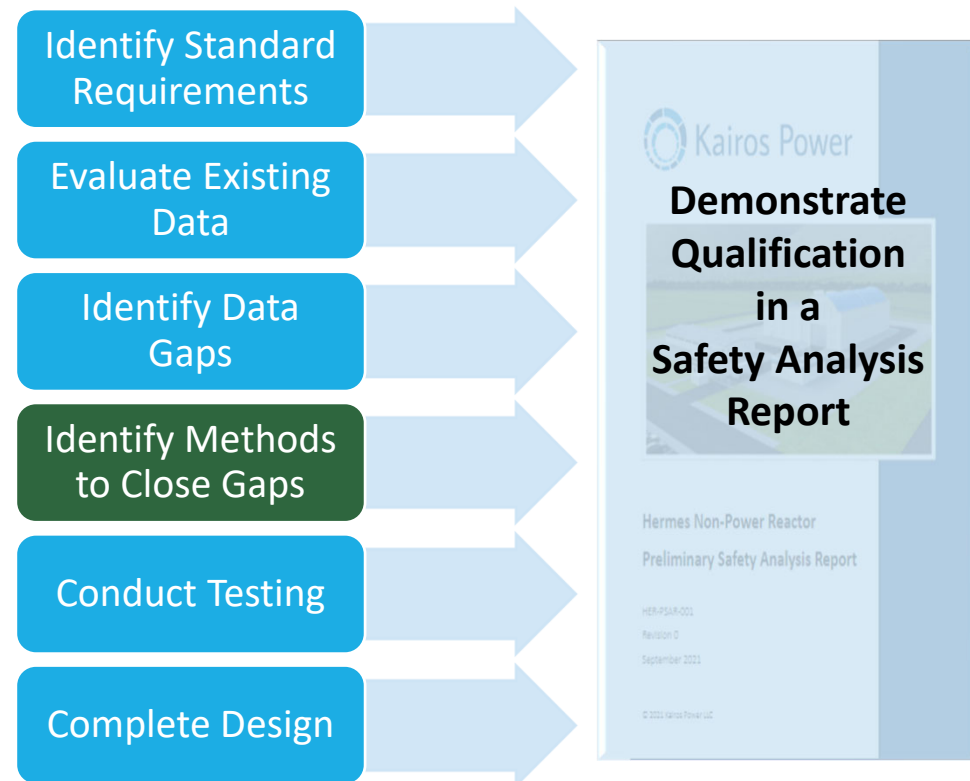 Identify Standard
Requirements
Evaluate Existing
Data
Identify Data
Gaps
Identify Methods
to Close Gaps
Conduct Testing
Complete Design
Kairos Power
Demonstrate
Qualification
in a
Safety Analysis
Report
Hermes Non-Power Reactor
Preliminary Safety Analysis Report
HER-PSAR-001
Revision 0
September 2021
© 2021 Kairos Power LLC